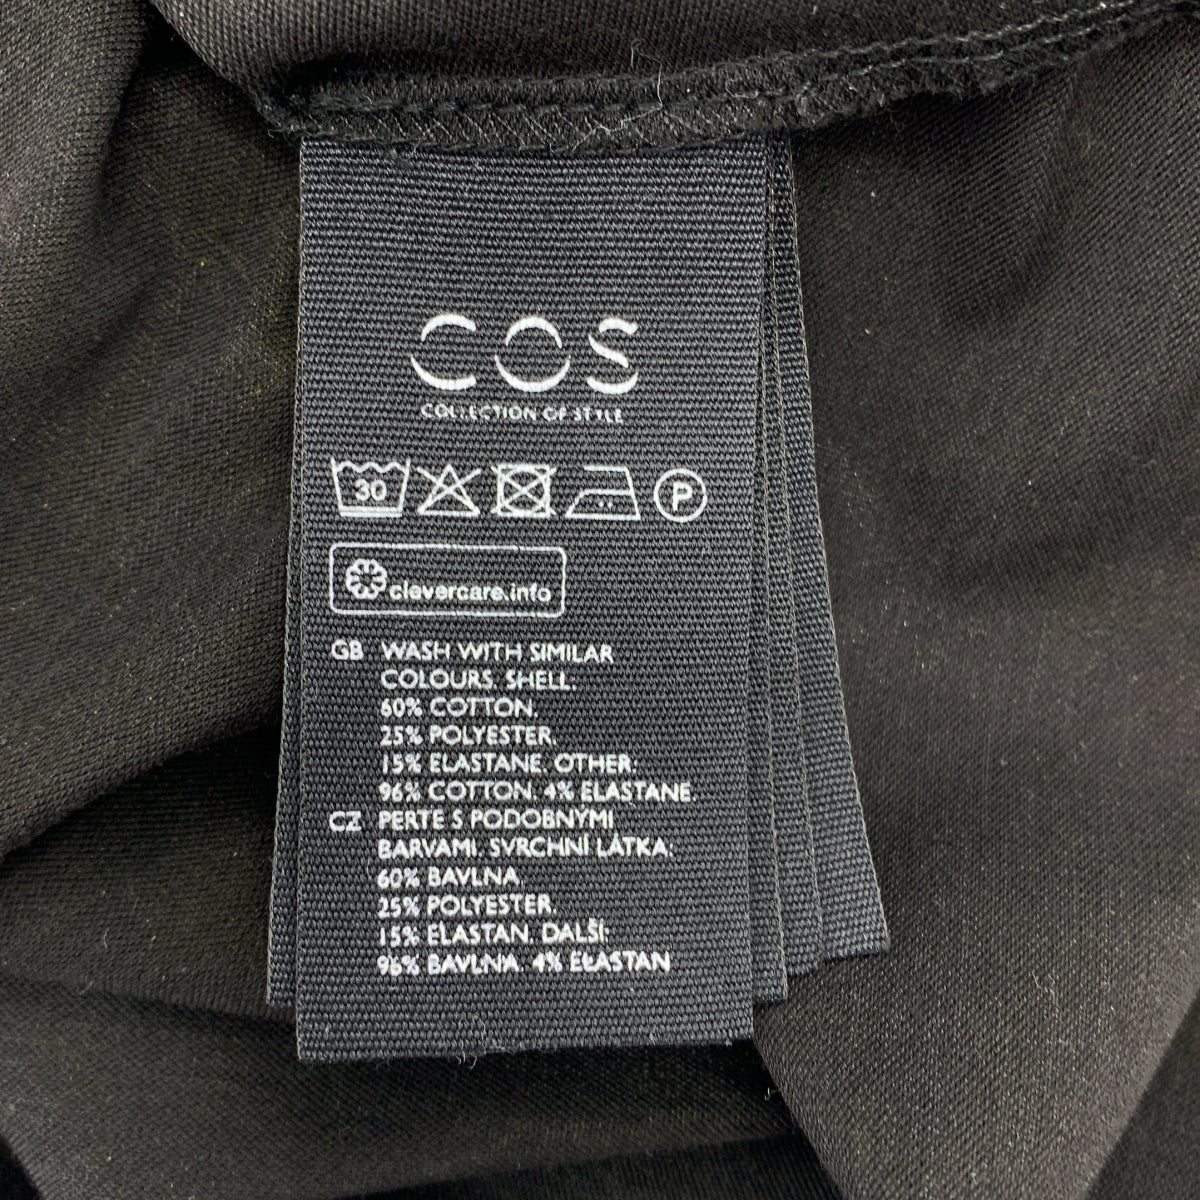 COS
COLLECTION OF STYLE
30
P
clevercare.info
GB WASH WITH SIMILAR
COLOURS. SHELL:
60% COTTON.
25% POLYESTER.
15% ELASTANE. OTHER:
96% COTTON. 4% ELASTANE.
CZ PERTE S PODOBNÝMI
BARVAMI. SVRCHNÍ LÁTKA:
60% BAVLNA.
25% POLYESTER.
15% ELASTAN. DALŠÍ:
96% BAVLNA. 4% ELASTAN